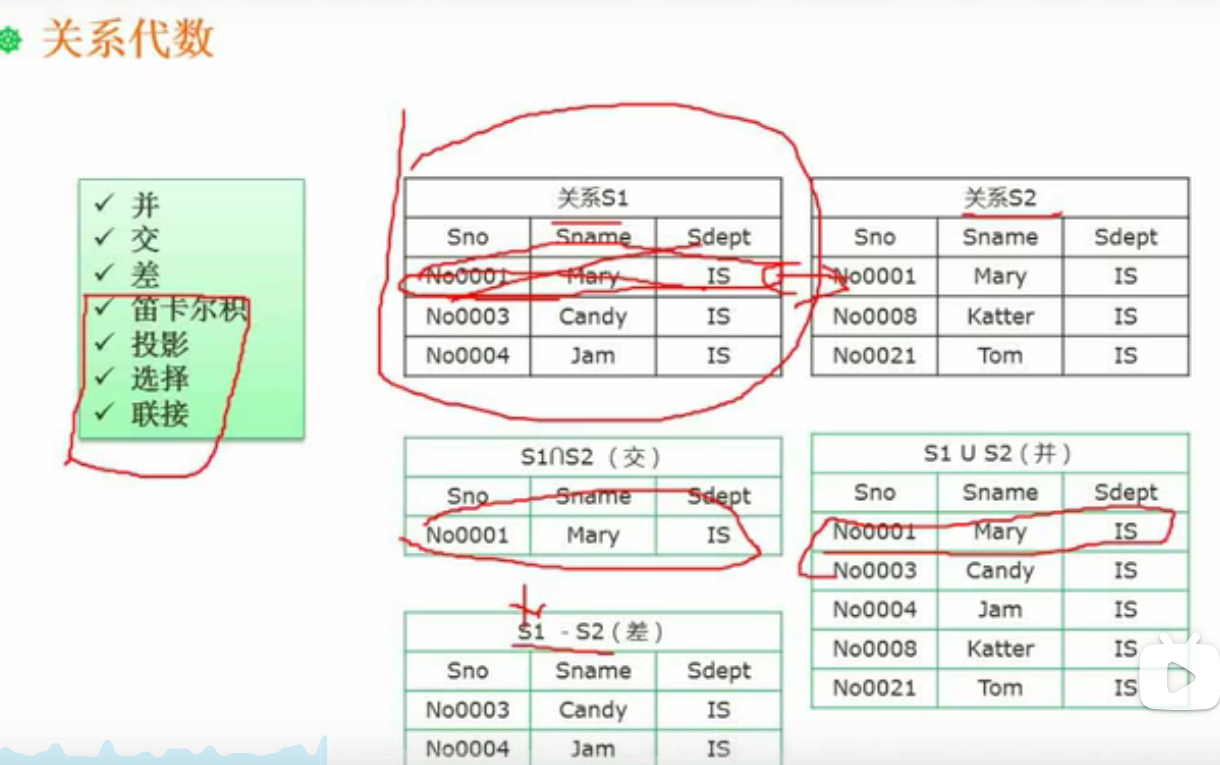 关系代数
并
交
差
笛卡尔积
投影
选择
联接
关系S1
Sno Sname Sdept
No0001 Mary IS
No0003 Candy IS
No0004 Jam IS
关系S2
Sno Sname Sdept
No0001 Mary IS
No0008 Katter IS
No0021 Tom IS
S1∩S2 (交)
Sno Sname Sdept
No0001 Mary IS
S1 U S2 (并)
Sno Sname Sdept
No0001 Mary IS
No0003 Candy IS
No0004 Jam IS
No0008 Katter IS
No0021 Tom IS
S1 - S2 (差)
Sno Sname Sdept
No0003 Candy IS
No0004 Jam IS